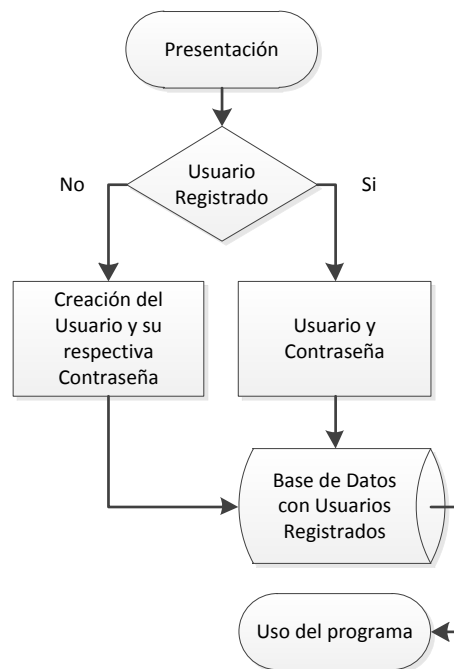 Presentación
Usuario
Registrado
No
Si
Creación del
Usuario y su
respectiva
Contraseña
Usuario y
Contraseña
Base de Datos
con Usuarios
Registrados
Uso del programa